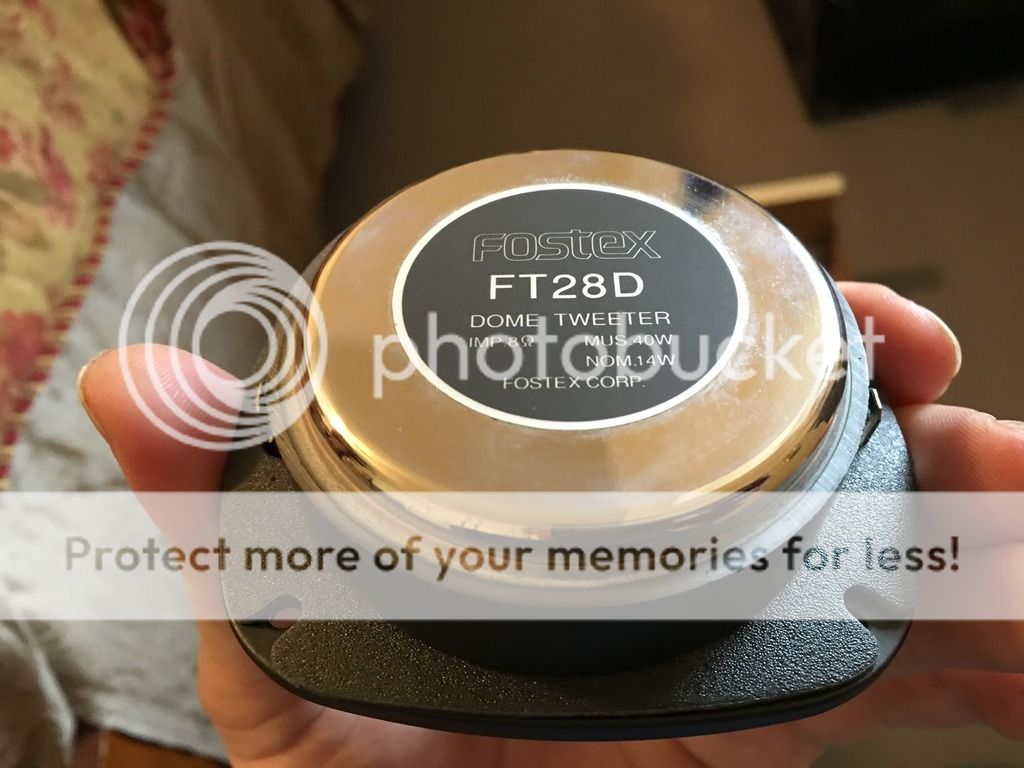 Fostex
FT28D
DOME TWEETER
IMP. 8Ω MUS. 40W
NOM. 14W
FOSTEX CORP.
photobucket
Protect more of your memories for less!